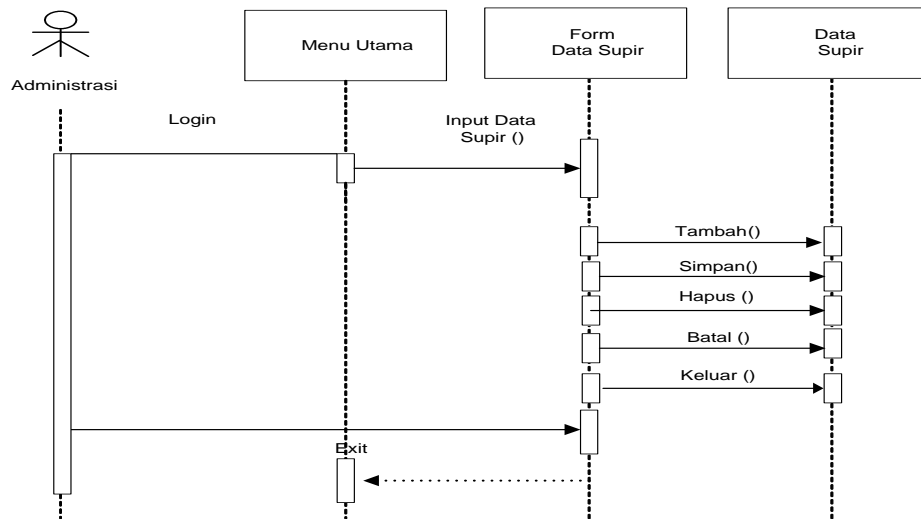 Administrasi
Menu Utama
Form
Data Supir
Data
Supir
Login
Input Data
Supir ()
Tambah()
Simpan()
Hapus ()
Batal ()
Keluar ()
Exit